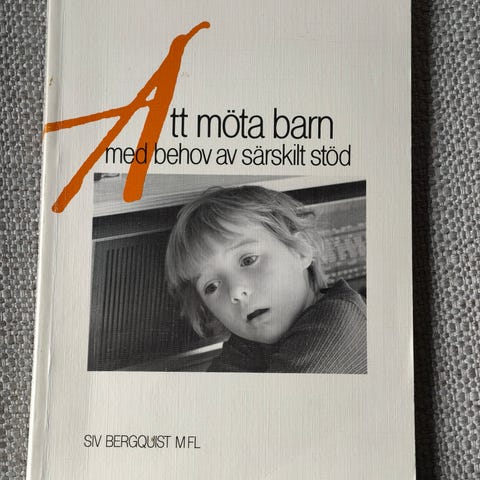 Att möta barn
med behov av särskilt stöd
SIV BERGQUIST M FL